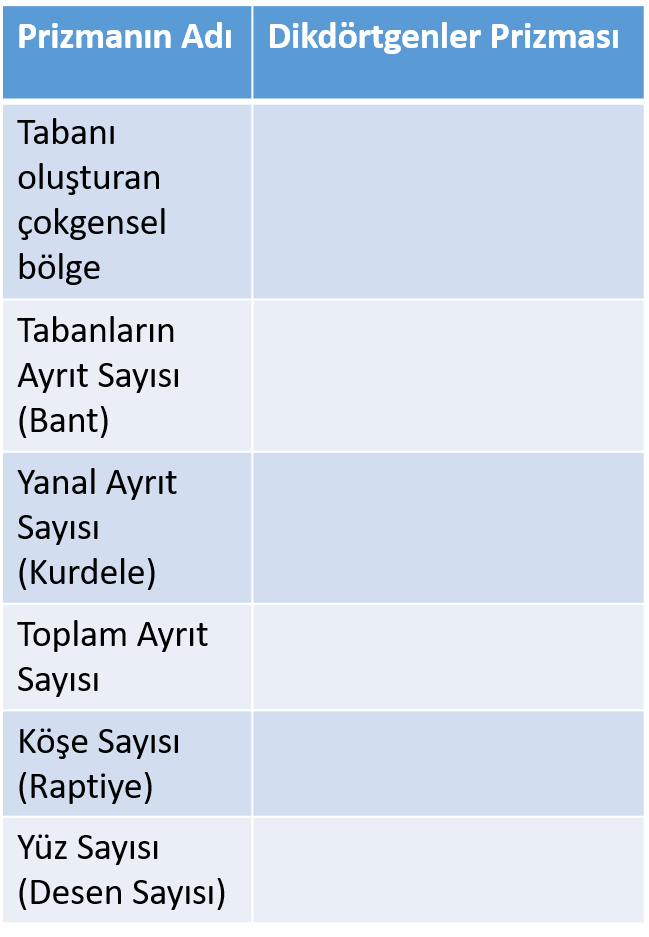 Prizmanın Adı
Dikdörtgenler Prizması
Tabanı
oluşturan
çokgensel
bölge
Tabanların
Ayrıt Sayısı
(Bant)
Yanal Ayrıt
Sayısı
(Kurdele)
Toplam Ayrıt
Sayısı
Köşe Sayısı
(Raptiye)
Yüz Sayısı
(Desen Sayısı)